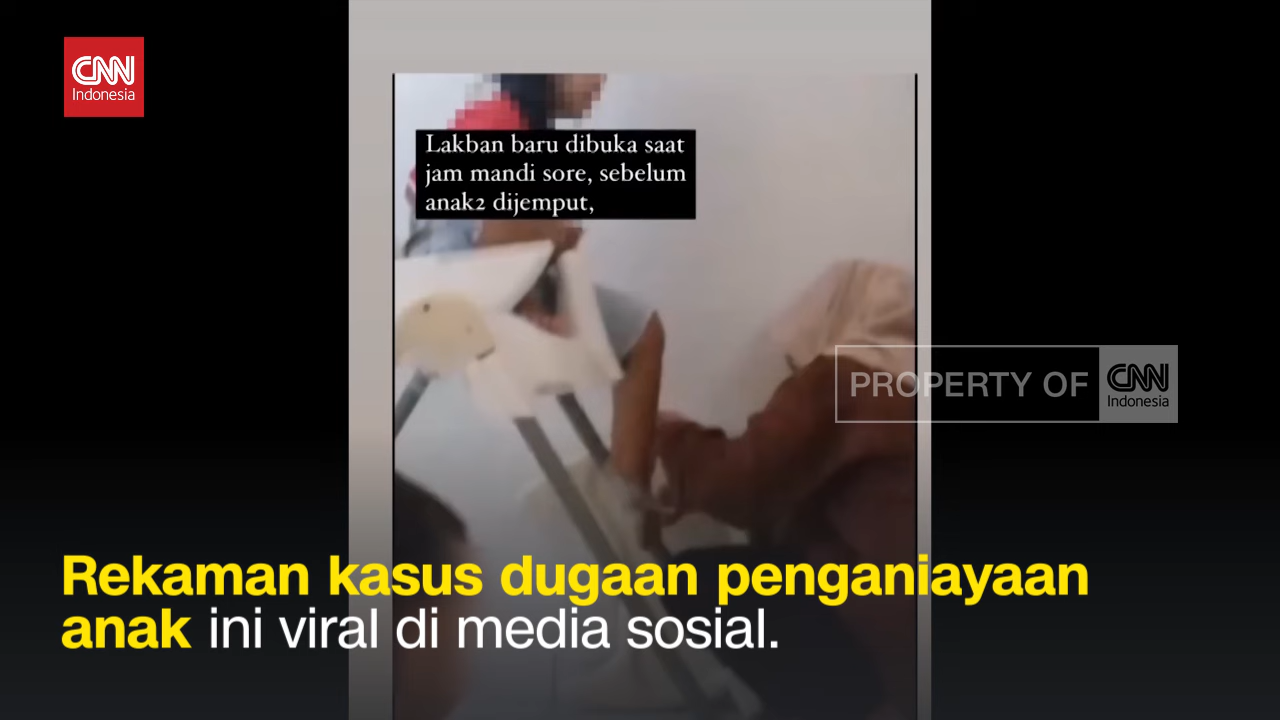 CNN
Indonesia
Lakban baru dibuka saat
jam mandi sore, sebelum
anak2 dijemput,
PROPERTY OF CNN
Indonesia
Rekaman kasus dugaan penganiayaan
anak ini viral di media sosial.